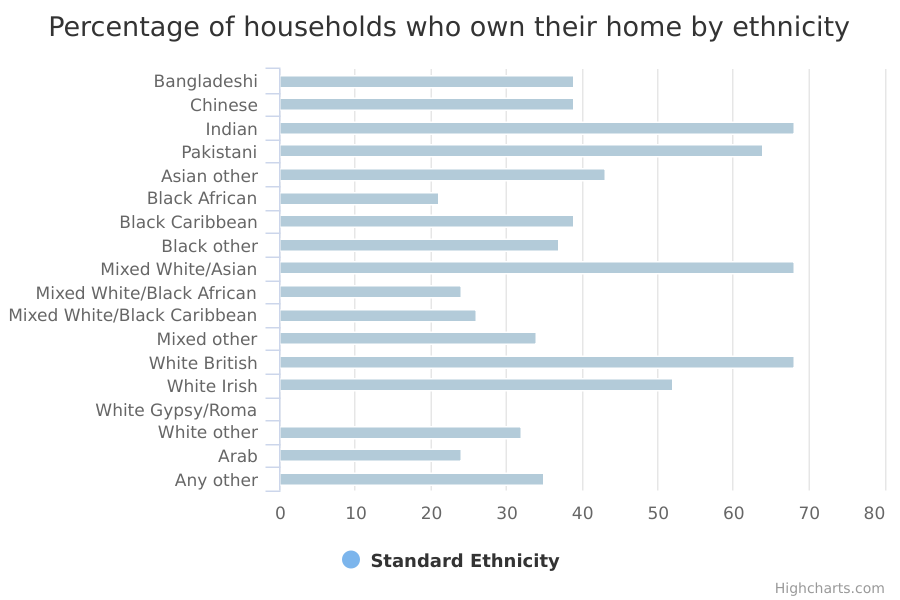 Percentage of households who own their home by ethnicity
Bangladeshi
Chinese
Indian
Pakistani
Asian other
Black African
Black Caribbean
Black other
Mixed White/Asian
Mixed White/Black African
Mixed White/Black Caribbean
Mixed other
White British
White Irish
White Gypsy/Roma
White other
Arab
Any other
0 10 20 30 40 50 60 70 80
Standard Ethnicity
Highcharts.com